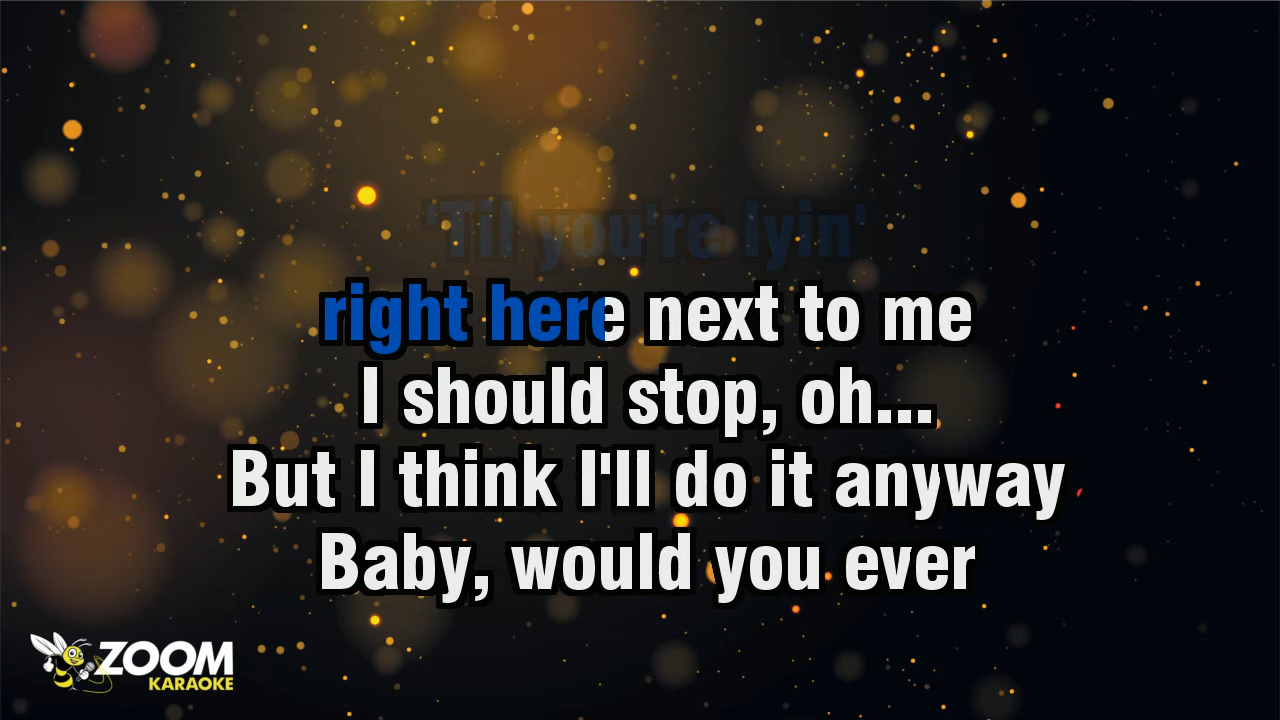 'Til you're lyin'
right here next to me
I should stop, oh...
But I think I'll do it anyway
Baby, would you ever
ZOOM
KARAOKE